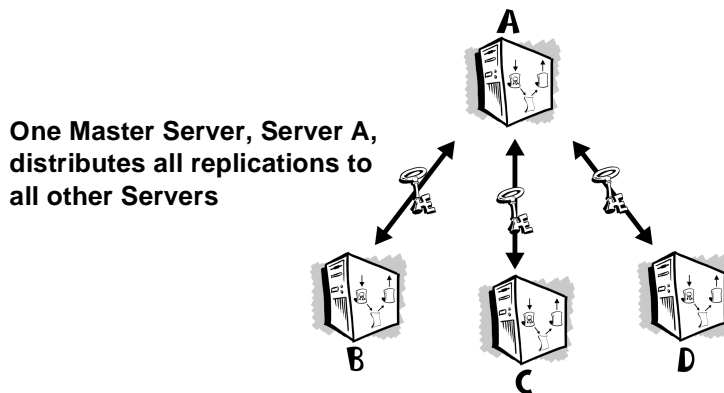 A
One Master Server, Server A,
distributes all replications to
all other Servers
B
C
D